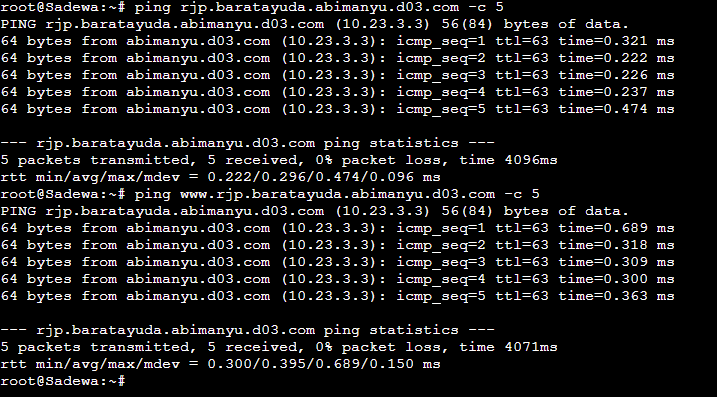 root@Sadewa:~# ping rjp.baratayuda.abimanyu.d03.com -c 5
PING rjp.baratayuda.abimanyu.d03.com (10.23.3.3) 56(84) bytes of data.
64 bytes from abimanyu.d03.com (10.23.3.3): icmp_seq=1 ttl=63 time=0.321 ms
64 bytes from abimanyu.d03.com (10.23.3.3): icmp_seq=2 ttl=63 time=0.222 ms
64 bytes from abimanyu.d03.com (10.23.3.3): icmp_seq=3 ttl=63 time=0.226 ms
64 bytes from abimanyu.d03.com (10.23.3.3): icmp_seq=4 ttl=63 time=0.237 ms
64 bytes from abimanyu.d03.com (10.23.3.3): icmp_seq=5 ttl=63 time=0.474 ms
--- rjp.baratayuda.abimanyu.d03.com ping statistics ---
5 packets transmitted, 5 received, 0% packet loss, time 4096ms
rtt min/avg/max/mdev = 0.222/0.296/0.474/0.096 ms
root@Sadewa:~# ping www.rjp.baratayuda.abimanyu.d03.com -c 5
PING rjp.baratayuda.abimanyu.d03.com (10.23.3.3) 56(84) bytes of data.
64 bytes from abimanyu.d03.com (10.23.3.3): icmp_seq=1 ttl=63 time=0.689 ms
64 bytes from abimanyu.d03.com (10.23.3.3): icmp_seq=2 ttl=63 time=0.318 ms
64 bytes from abimanyu.d03.com (10.23.3.3): icmp_seq=3 ttl=63 time=0.309 ms
64 bytes from abimanyu.d03.com (10.23.3.3): icmp_seq=4 ttl=63 time=0.300 ms
64 bytes from abimanyu.d03.com (10.23.3.3): icmp_seq=5 ttl=63 time=0.363 ms
--- rjp.baratayuda.abimanyu.d03.com ping statistics ---
5 packets transmitted, 5 received, 0% packet loss, time 4071ms
rtt min/avg/max/mdev = 0.300/0.395/0.689/0.150 ms
root@Sadewa:~#